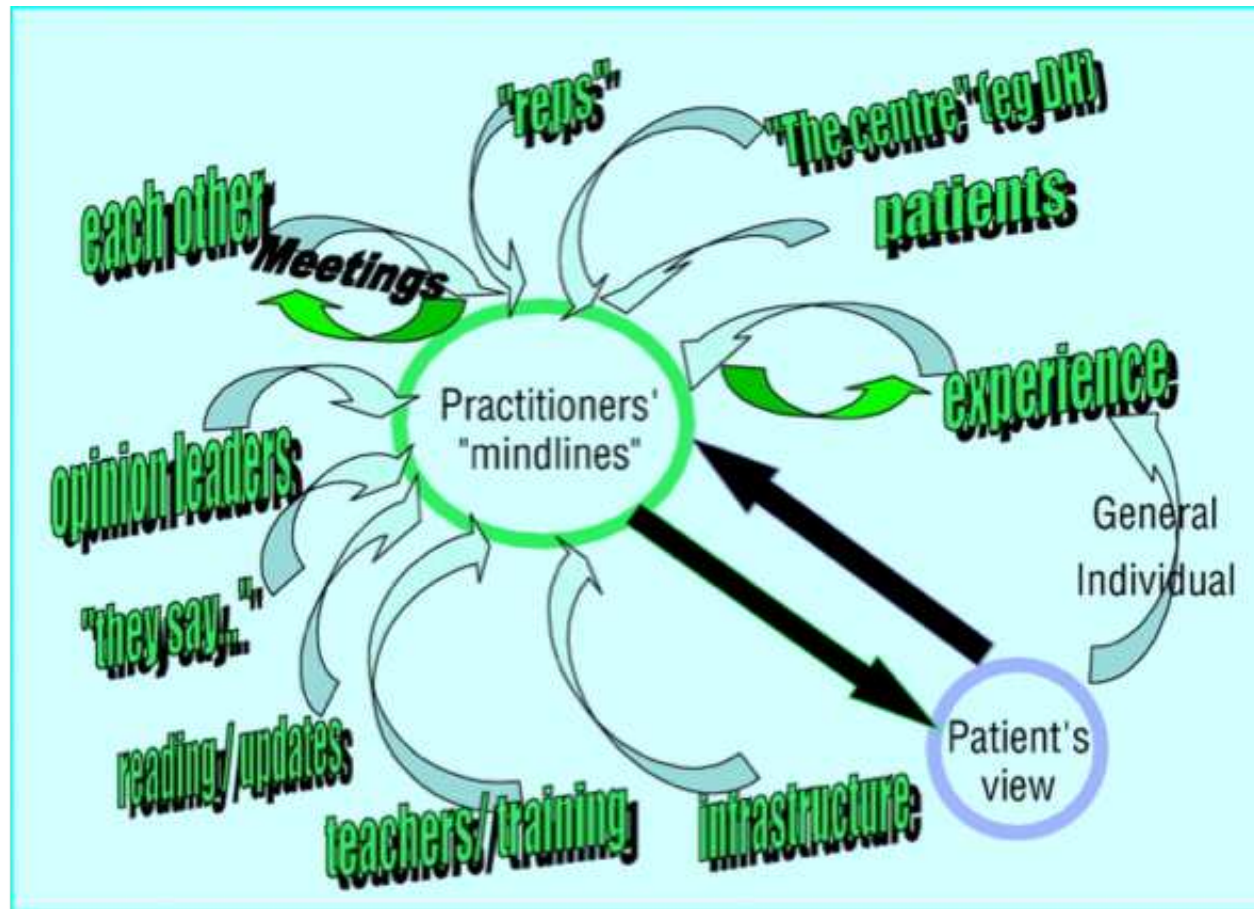 "reps"
"The centre" (eg DH)
patients
each other
Meetings
experience
Practitioners'
"mindlines"
opinion leaders
General
Individual
"they say.."
reading / updates
teachers / training
infrastructure
Patient's
view